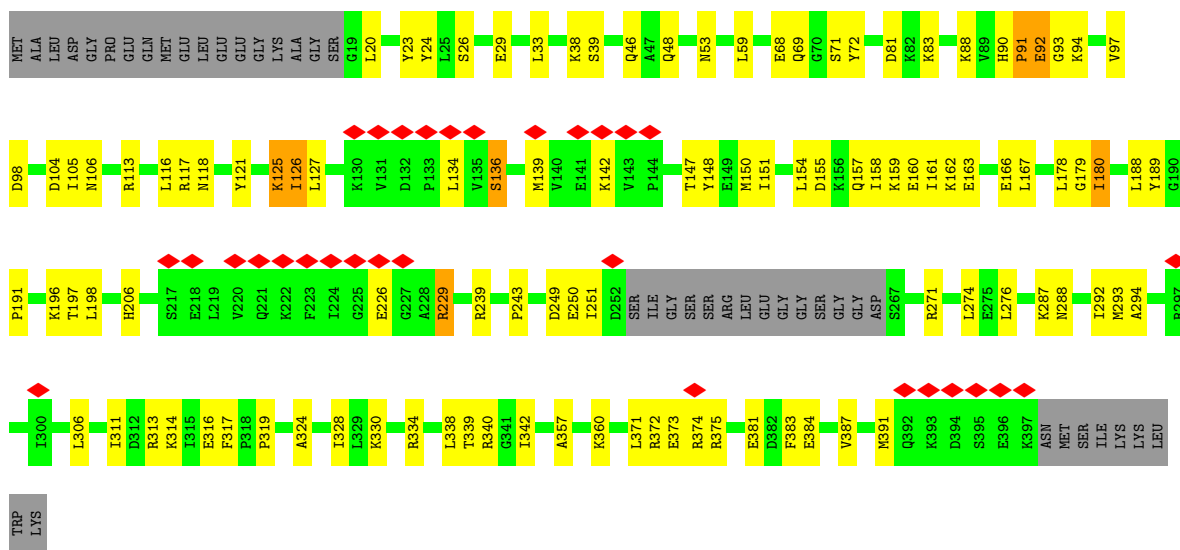 MET ALA LEU ASP GLY PRO GLU GLN MET GLU LEU GLU GLU GLY LYS ALA GLY SER G19 L20 Y23 Y24 L25 S26 E29 L33 K38 S39 Q46 A47 Q48 N53 L59 E68 Q69 G70 S71 Y72 D81 K82 K83 K88 V89 H90 P91 E92 G93 K94 V97
D98 D104 I105 N106 R113 L116 R117 N118 Y121 K125 I126 L127 K130 V131 D132 P133 L134 V135 S136 M139 V140 E141 K142 V143 P144 T147 Y148 E149 M150 I151 L154 D155 K156 Q157 I158 K159 E160 I161 K162 E163 E166 L167 L178 G179 I180 L188 Y189 G190
P191 K196 T197 L198 H206 S217 E218 L219 V220 Q221 K222 F223 I224 G225 E226 G227 A228 R229 R239 P243 D249 E250 I251 D252 SER ILE GLY SER SER ARG LEU GLU GLY GLY SER GLY GLY ASP S267 R271 L274 E275 L276 K287 N288 I292 M293 A294 R297
I300 L306 I311 D312 R313 K314 I315 E316 F317 P318 P319 A324 I328 L329 K330 R334 L338 T339 R340 G341 I342 A357 K360 L371 R372 E373 R374 R375 E381 D382 F383 E384 V387 M391 Q392 K393 D394 S395 E396 K397 ASN MET SER ILE LYS LYS LEU
TRP LYS